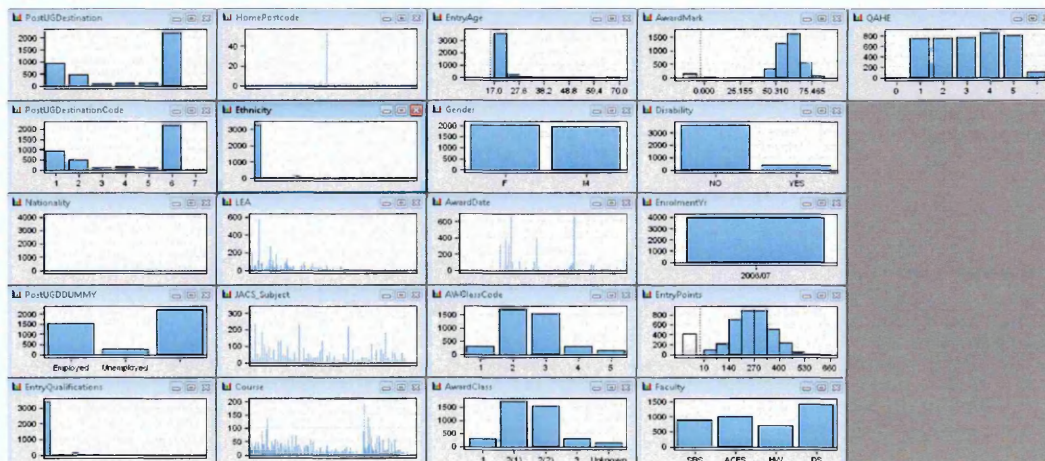 PostUGDestination
2000
1500
1000
500
0
1 2 3 4 5 6
HomePostcode
40
20
0
EntryAge
3000
2000
1000
0
17.0 27.6 38.2 48.8 59.4 70.0
AwardMark
1500
1000
500
0
0.000 25.155 50.310 75.465
QAHE
800
600
400
200
0
0 1 2 3 4 5
PostUGDestinationCode
2000
1500
1000
500
0
1 2 3 4 5 6 7
Ethnicity
3000
2000
1000
0
Gender
2000
1500
1000
500
0
F M
Disability
3000
2000
1000
0
NO YES
Nationality
4000
3000
2000
1000
0
LEA
600
400
200
0
AwardDate
600
400
200
0
EnrolmentYr
4000
3000
2000
1000
0
2006/07
PostUGDDUMMY
2000
1500
1000
500
0
Employed Unemployed
JACS_Subject
300
200
100
0
AWClassCode
1500
1000
500
0
1 2 3 4 5
EntryPoints
800
600
400
200
0
10 140 270 400 530 660
EntryQualifications
3000
2000
1000
0
Course
200
150
100
50
0
AwardClass
1500
1000
500
0
1 2(1) 2(2) 3 Unknown
Faculty
1500
1000
500
0
SBS ACES HW DS